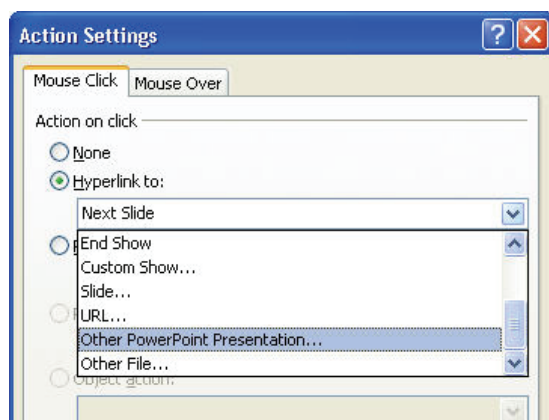 Action Settings
Mouse Click Mouse Over
Action on click
None
Hyperlink to:
Next Slide
End Show
Custom Show...
Slide...
URL...
Other PowerPoint Presentation...
Other File...
Object action: